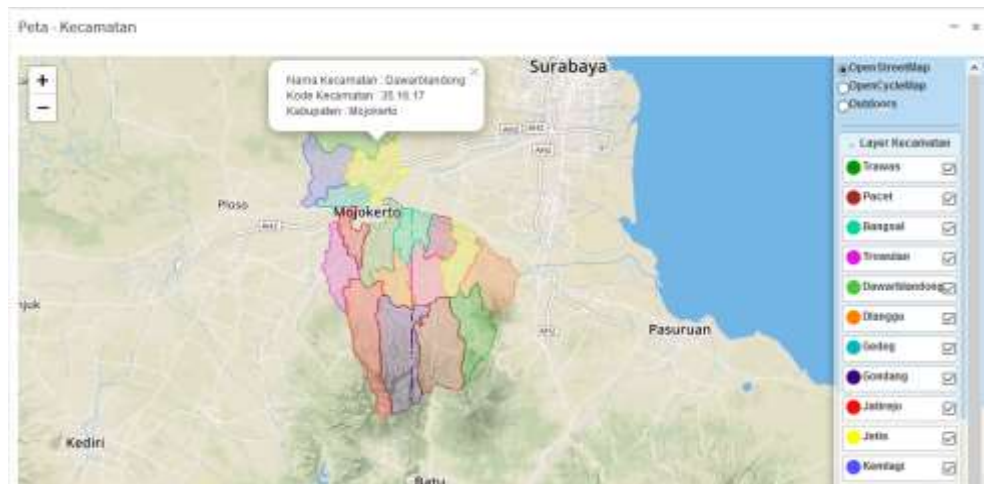 Peta - Kecamatan
+
−
Nama Kecamatan : Dawarblandong
Kode Kecamatan : 35.16.17
Kabupaten : Mojokerto
Surabaya
Ploso
Mojokerto
Pasuruan
Kediri
Batu
njuk
OpenStreetMap
OpenCycleMap
Outdoors
Layer Kecamatan
Trawas
Pacet
Bangsal
Trowulan
Dawarblandong
Dlanggu
Gedeg
Gondang
Jatirejo
Jetis
Kemlagi